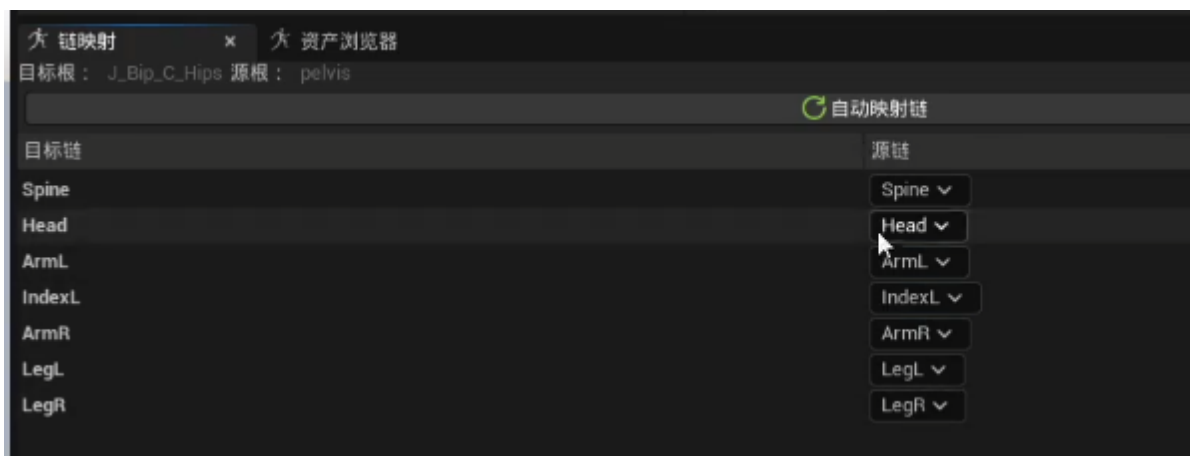 链映射 × 资产浏览器
目标根： J_Bip_C_Hips 源根： pelvis
自动映射链
目标链 源链
Spine Spine
Head Head
ArmL ArmL
IndexL IndexL
ArmR ArmR
LegL LegL
LegR LegR